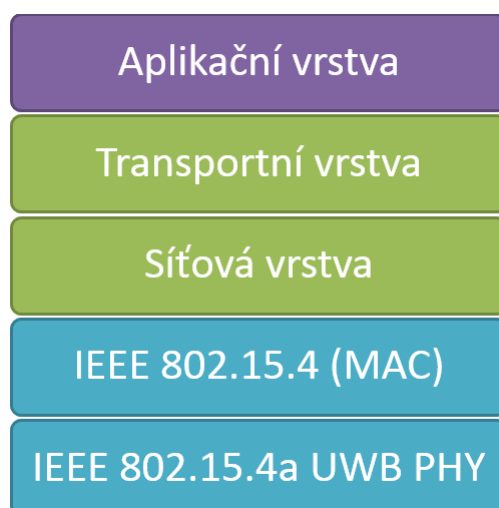 Aplikační vrstva
Transportní vrstva
Síťová vrstva
IEEE 802.15.4 (MAC)
IEEE 802.15.4a UWB PHY